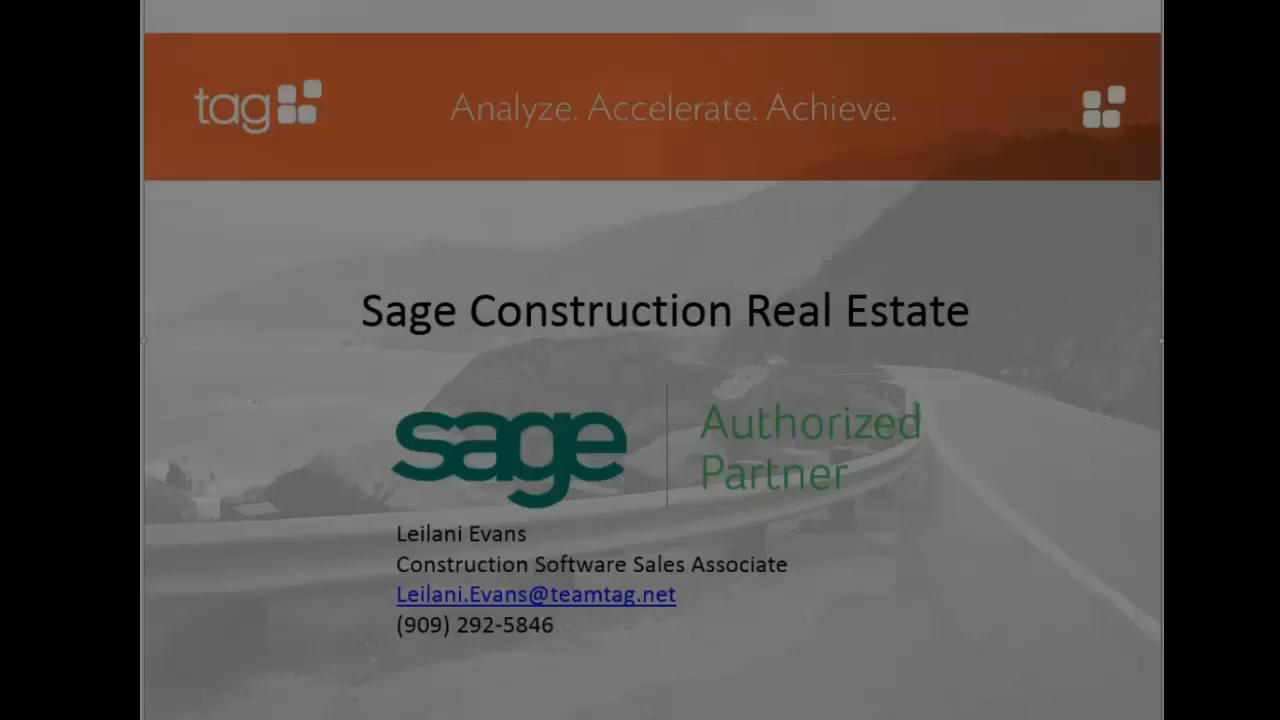 tag
Analyze. Accelerate. Achieve.
Sage Construction Real Estate
sage
Authorized
Partner
Leilani Evans
Construction Software Sales Associate
Leilani.Evans@teamtag.net
(909) 292-5846